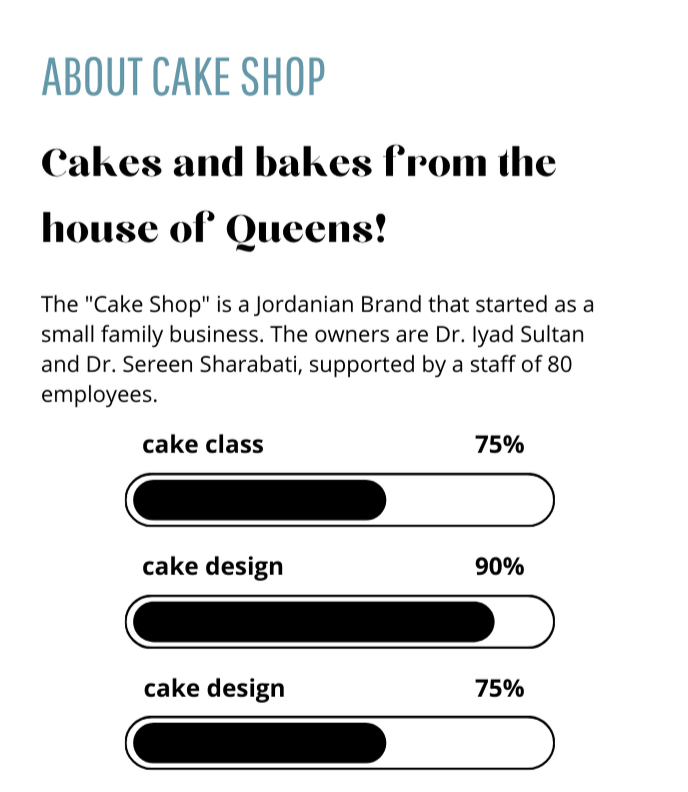 ABOUT CAKE SHOP
Cakes and bakes from the
house of Queens!
The "Cake Shop" is a Jordanian Brand that started as a
small family business. The owners are Dr. Iyad Sultan
and Dr. Sereen Sharabati, supported by a staff of 80
employees.
cake class 75%
cake design 90%
cake design 75%